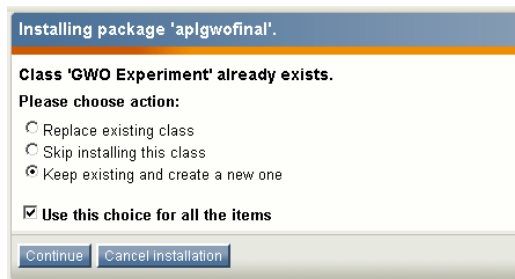 Installing package 'aplgwofinal'.
Class 'GWO Experiment' already exists.
Please choose action:
Replace existing class
Skip installing this class
Keep existing and create a new one
Use this choice for all the items
Continue Cancel installation